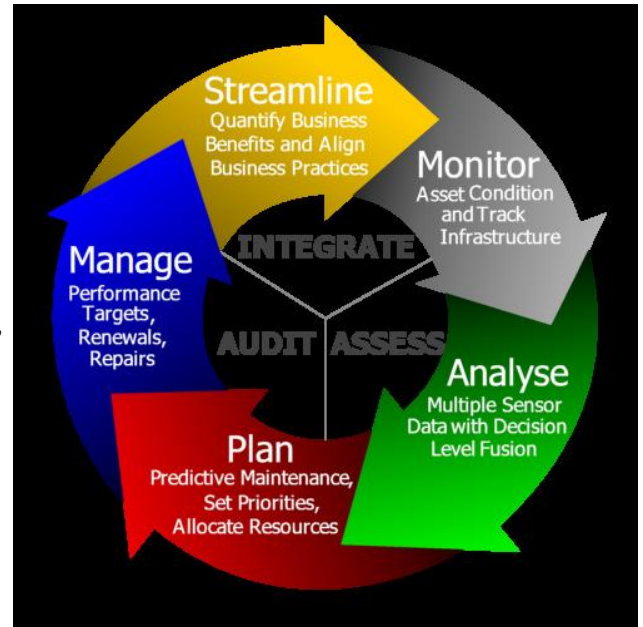 Streamline
Quantify Business
Benefits and Align
Business Practices
Monitor
Asset Condition
and Track
Infrastructure
Analyse
Multiple Sensor
Data with Decision
Level Fusion
Plan
Predictive Maintenance,
Set Priorities,
Allocate Resources
Manage
Performance
Targets,
Renewals,
Repairs
INTEGRATE
AUDIT
ASSESS